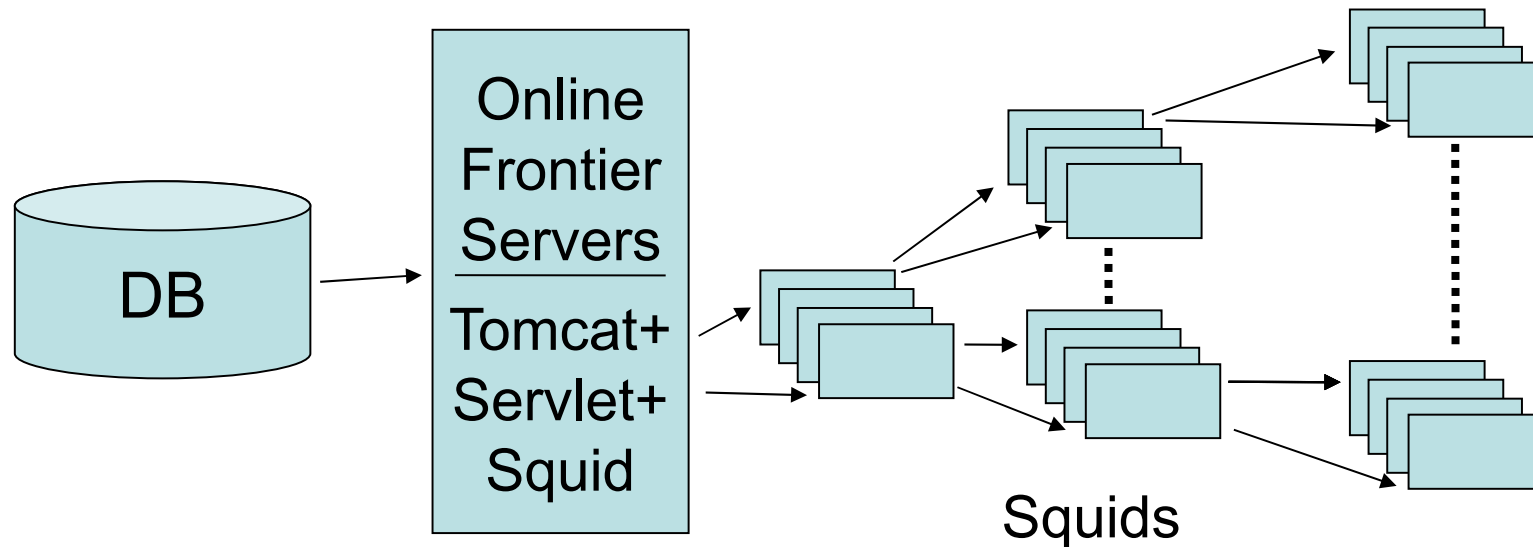 DB
Online
Frontier
Servers
Tomcat+
Servlet+
Squid
Squids